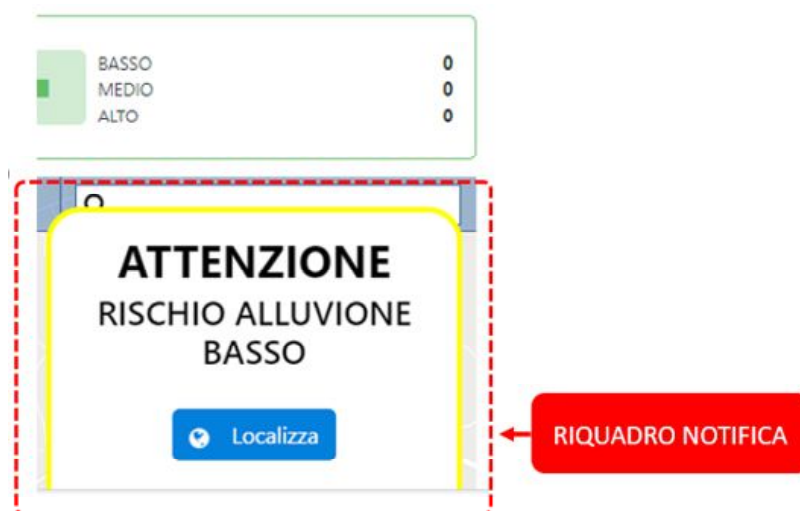 BASSO 0
MEDIO 0
ALTO 0
ATTENZIONE
RISCHIO ALLUVIONE
BASSO
Localizza
RIQUADRO NOTIFICA